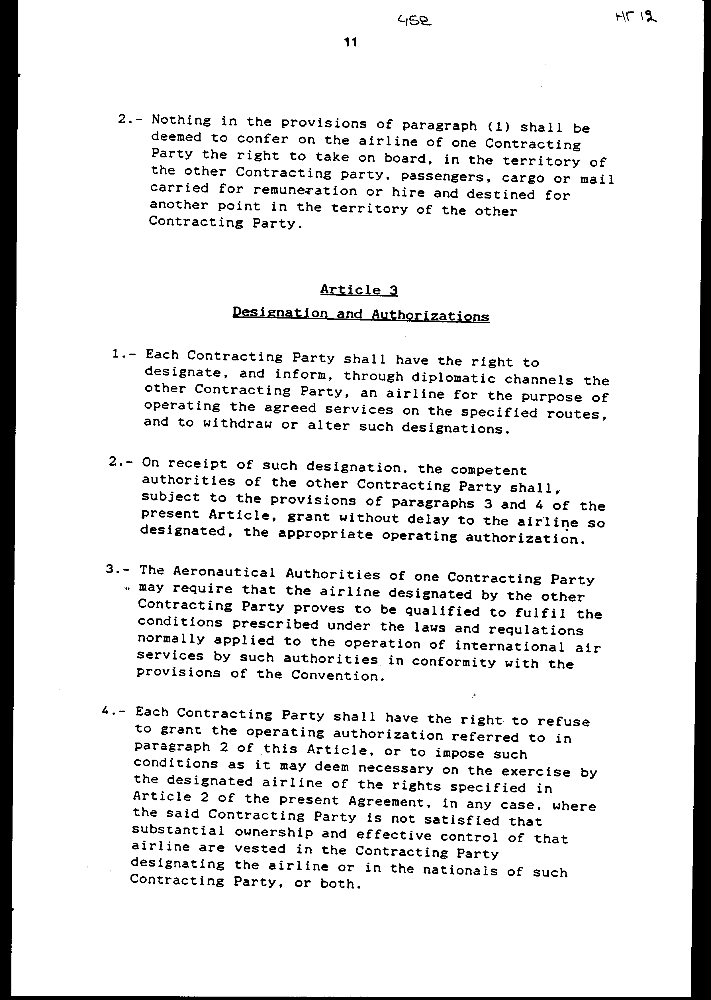 452
HΓ 12
11
2.- Nothing in the provisions of paragraph (1) shall be
deemed to confer on the airline of one Contracting
Party the right to take on board, in the territory of
the other Contracting party, passengers, cargo or mail
carried for remuneration or hire and destined for
another point in the territory of the other
Contracting Party.
Article 3
Designation and Authorizations
1.- Each Contracting Party shall have the right to
designate, and inform, through diplomatic channels the
other Contracting Party, an airline for the purpose of
operating the agreed services on the specified routes,
and to withdraw or alter such designations.
2.- On receipt of such designation, the competent
authorities of the other Contracting Party shall,
subject to the provisions of paragraphs 3 and 4 of the
present Article, grant without delay to the airline so
designated, the appropriate operating authorization.
3.- The Aeronautical Authorities of one Contracting Party
may require that the airline designated by the other
Contracting Party proves to be qualified to fulfil the
conditions prescribed under the laws and requlations
normally applied to the operation of international air
services by such authorities in conformity with the
provisions of the Convention.
4.- Each Contracting Party shall have the right to refuse
to grant the operating authorization referred to in
paragraph 2 of this Article, or to impose such
conditions as it may deem necessary on the exercise by
the designated airline of the rights specified in
Article 2 of the present Agreement, in any case, where
the said Contracting Party is not satisfied that
substantial ownership and effective control of that
airline are vested in the Contracting Party
designating the airline or in the nationals of such
Contracting Party, or both.